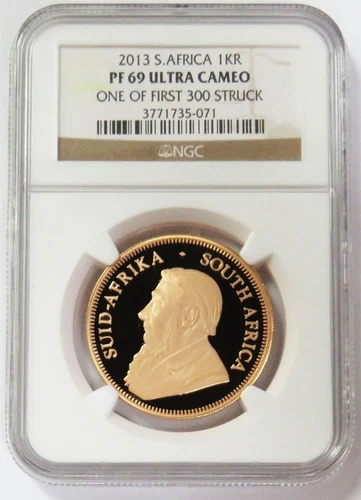 2013 S.AFRICA 1KR
PF 69 ULTRA CAMEO
ONE OF FIRST 300 STRUCK
3771735-071
NGC
SUID-AFRIKA · SOUTH AFRICA